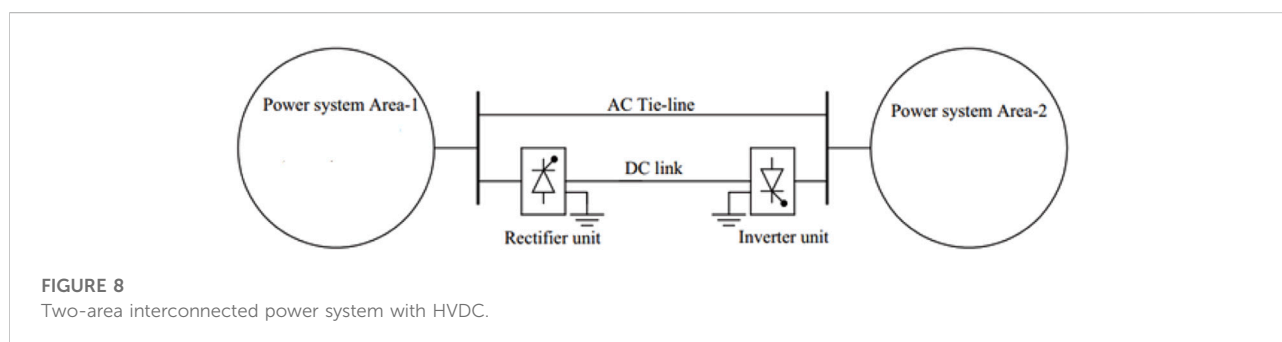 Power system Area-1
AC Tie-line
Power system Area-2
DC link
Rectifier unit
Inverter unit
FIGURE 8
Two-area interconnected power system with HVDC.